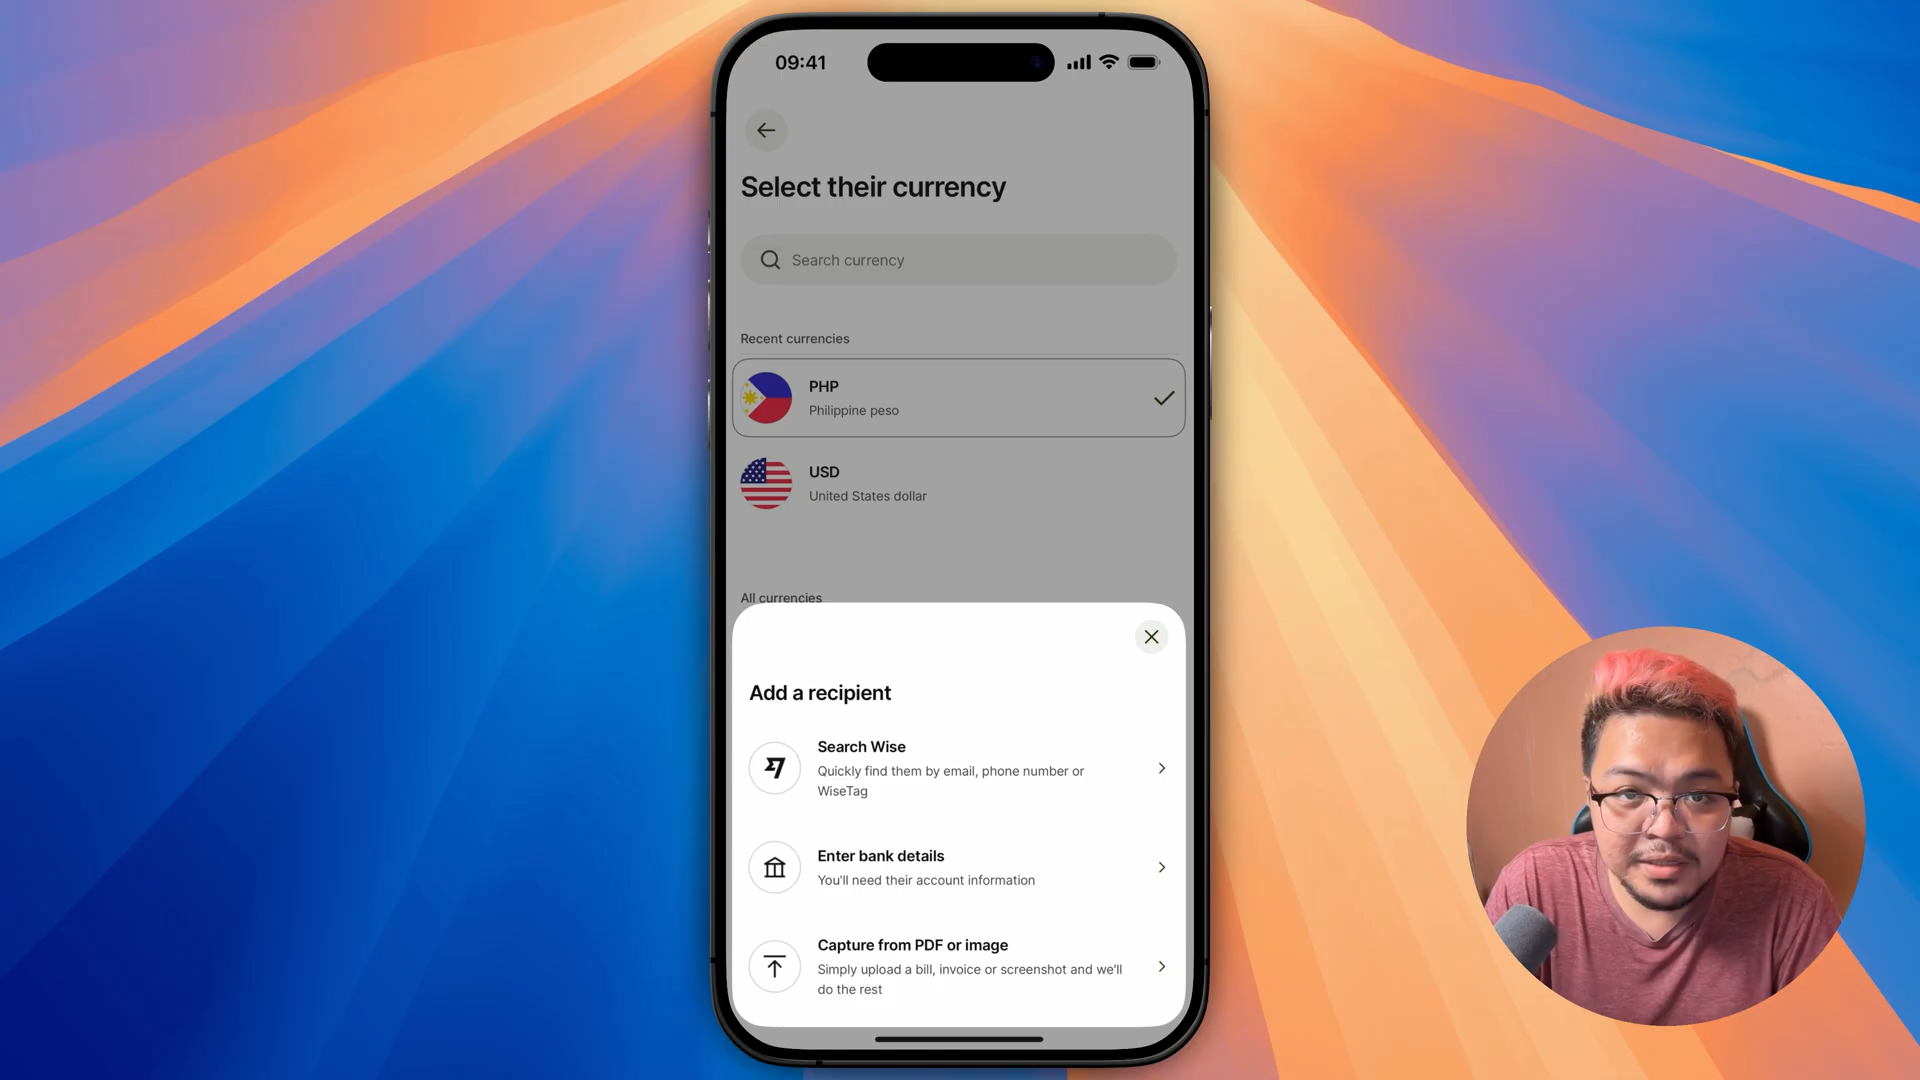 09:41
Select their currency
Search currency
Recent currencies
PHP
Philippine peso
USD
United States dollar
All currencies
Add a recipient
Search Wise
Quickly find them by email, phone number or
WiseTag
Enter bank details
You'll need their account information
Capture from PDF or image
Simply upload a bill, invoice or screenshot and we'll
do the rest